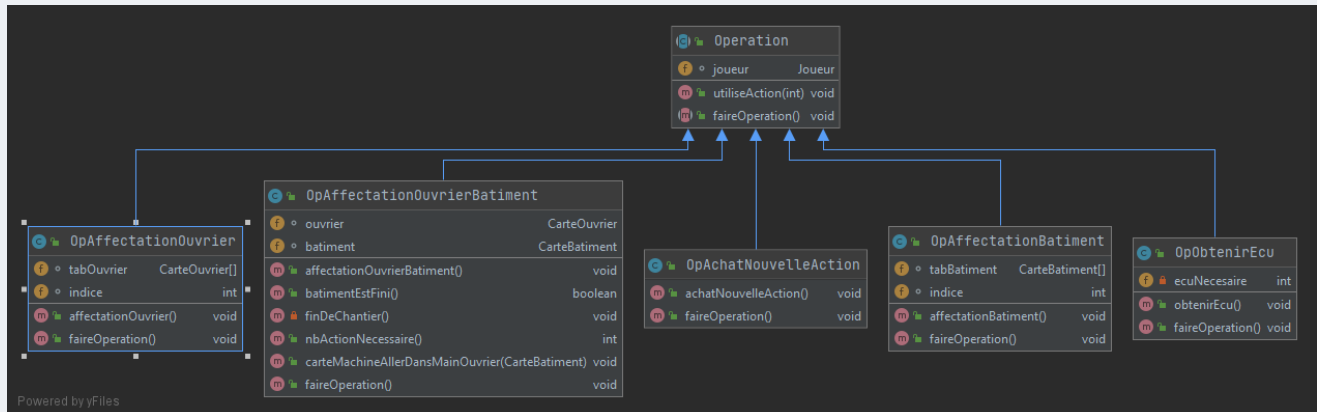 Operation
joueur Joueur
utiliseAction(int) void
faireOperation() void
OpAffectationOuvrier
tabOuvrier CarteOuvrier[]
indice int
affectationOuvrier() void
faireOperation() void
OpAffectationOuvrierBatiment
ouvrier CarteOuvrier
batiment CarteBatiment
affectationOuvrierBatiment() void
batimentEstFini() boolean
finDeChantier() void
nbActionNecessaire() int
carteMachineAllerDansMainOuvrier(CarteBatiment) void
faireOperation() void
OpAchatNouvelleAction
achatNouvelleAction() void
faireOperation() void
OpAffectationBatiment
tabBatiment CarteBatiment[]
indice int
affectationBatiment() void
faireOperation() void
OpObtenirEcu
ecuNecesaire int
obtenirEcu() void
faireOperation() void
Powered by yFiles